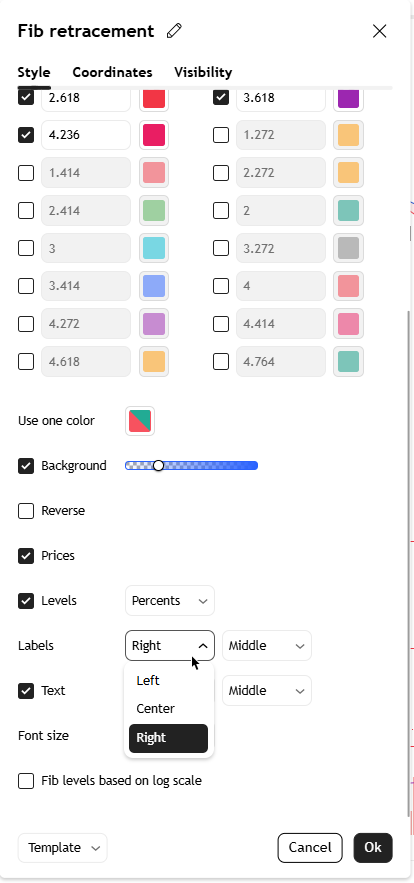 Fib retracement
Style Coordinates Visibility
2.618 3.618
4.236 1.272
1.414 2.272
2.414 2
3 3.272
3.414 4
4.272 4.414
4.618 4.764
Use one color
Background
Reverse
Prices
Levels Percents
Labels Right Middle
Left
Text Middle
Center
Font size Right
Fib levels based on log scale
Template Cancel Ok